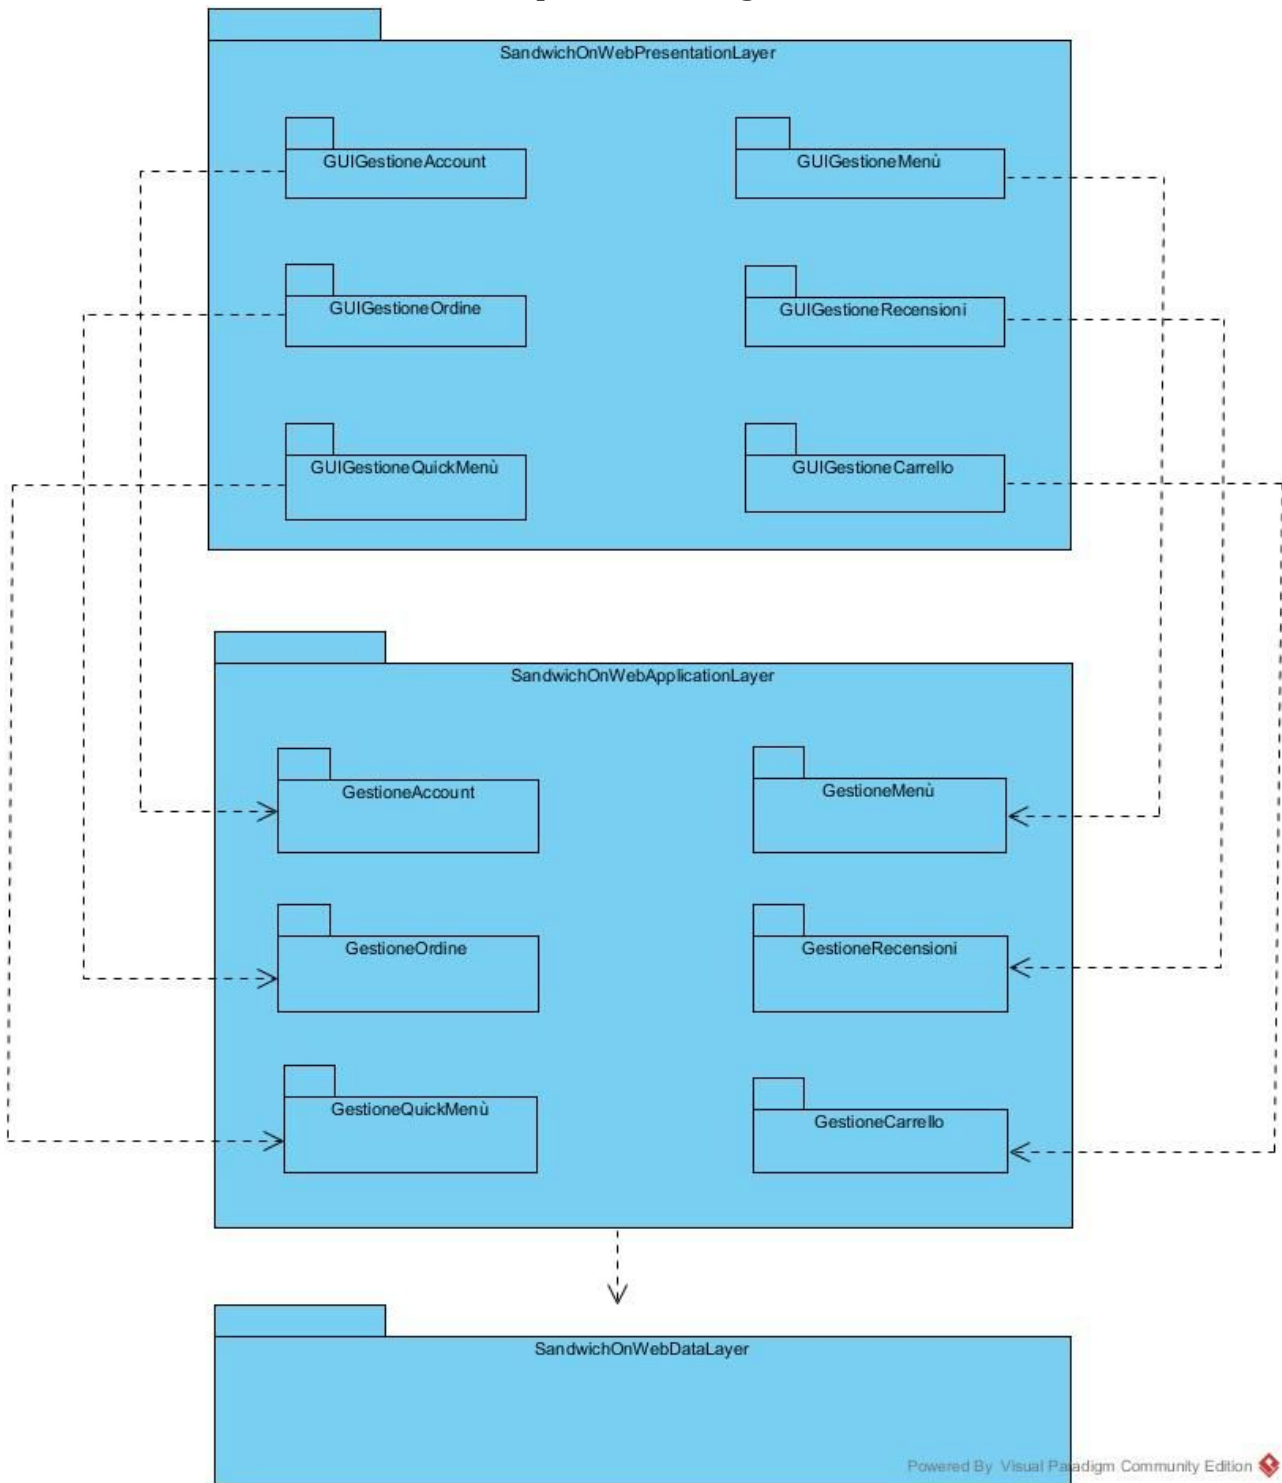 SandwichOnWebPresentationLayer
GUIGestioneAccount
GUIGestioneMenù
GUIGestioneOrdine
GUIGestioneRecensioni
GUIGestioneQuickMenù
GUIGestioneCarrello
SandwichOnWebApplicationLayer
GestioneAccount
GestioneMenù
GestioneOrdine
GestioneRecensioni
GestioneQuickMenù
GestioneCarrello
SandwichOnWebDataLayer
Powered By Visual Paradigm Community Edition